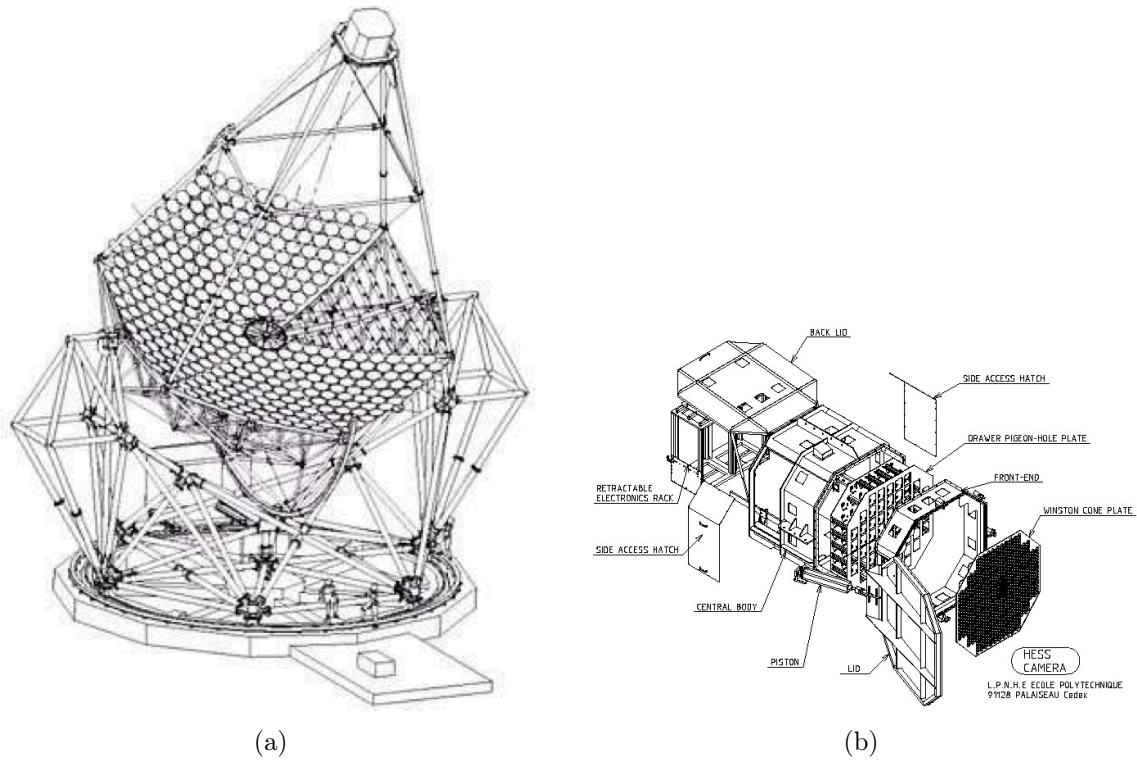 BACK LID
SIDE ACCESS HATCH
DRAWER PIGEON-HOLE PLATE
FRONT-END
WINSTON CONE PLATE
RETRACTABLE
ELECTRONICS RACK
SIDE ACCESS HATCH
CENTRAL BODY
PISTON
LID
HESS
CAMERA
L.P.N.H.E ECOLE POLYTECHNIQUE
91128 PALAISEAU Cedex
(a)
(b)